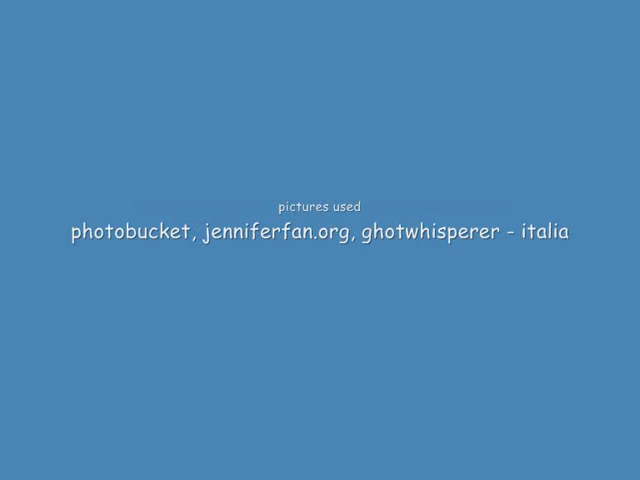 pictures used
photobucket, jenniferfan.org, ghotwhisperer - italia